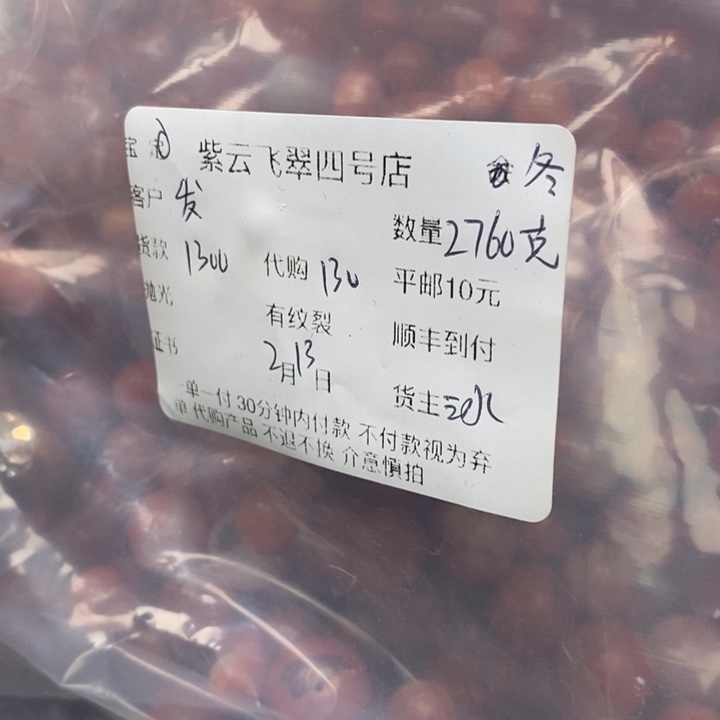 紫云飞翠四号店 冬
客户 发 数量 2760克
货款 1300 代购 130 平邮10元
抛光 有纹裂 顺丰到付
证书 2月13日 货主
一单一付 30分钟内付款 不付款视为弃
单 代购产品 不退不换 介意慎拍